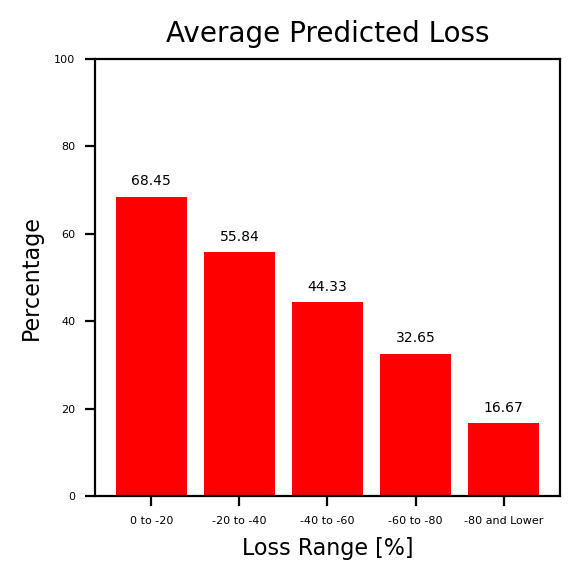 Average Predicted Loss
Percentage
100
80
60
40
20
0
68.45
55.84
44.33
32.65
16.67
0 to -20
-20 to -40
-40 to -60
-60 to -80
-80 and Lower
Loss Range [%]